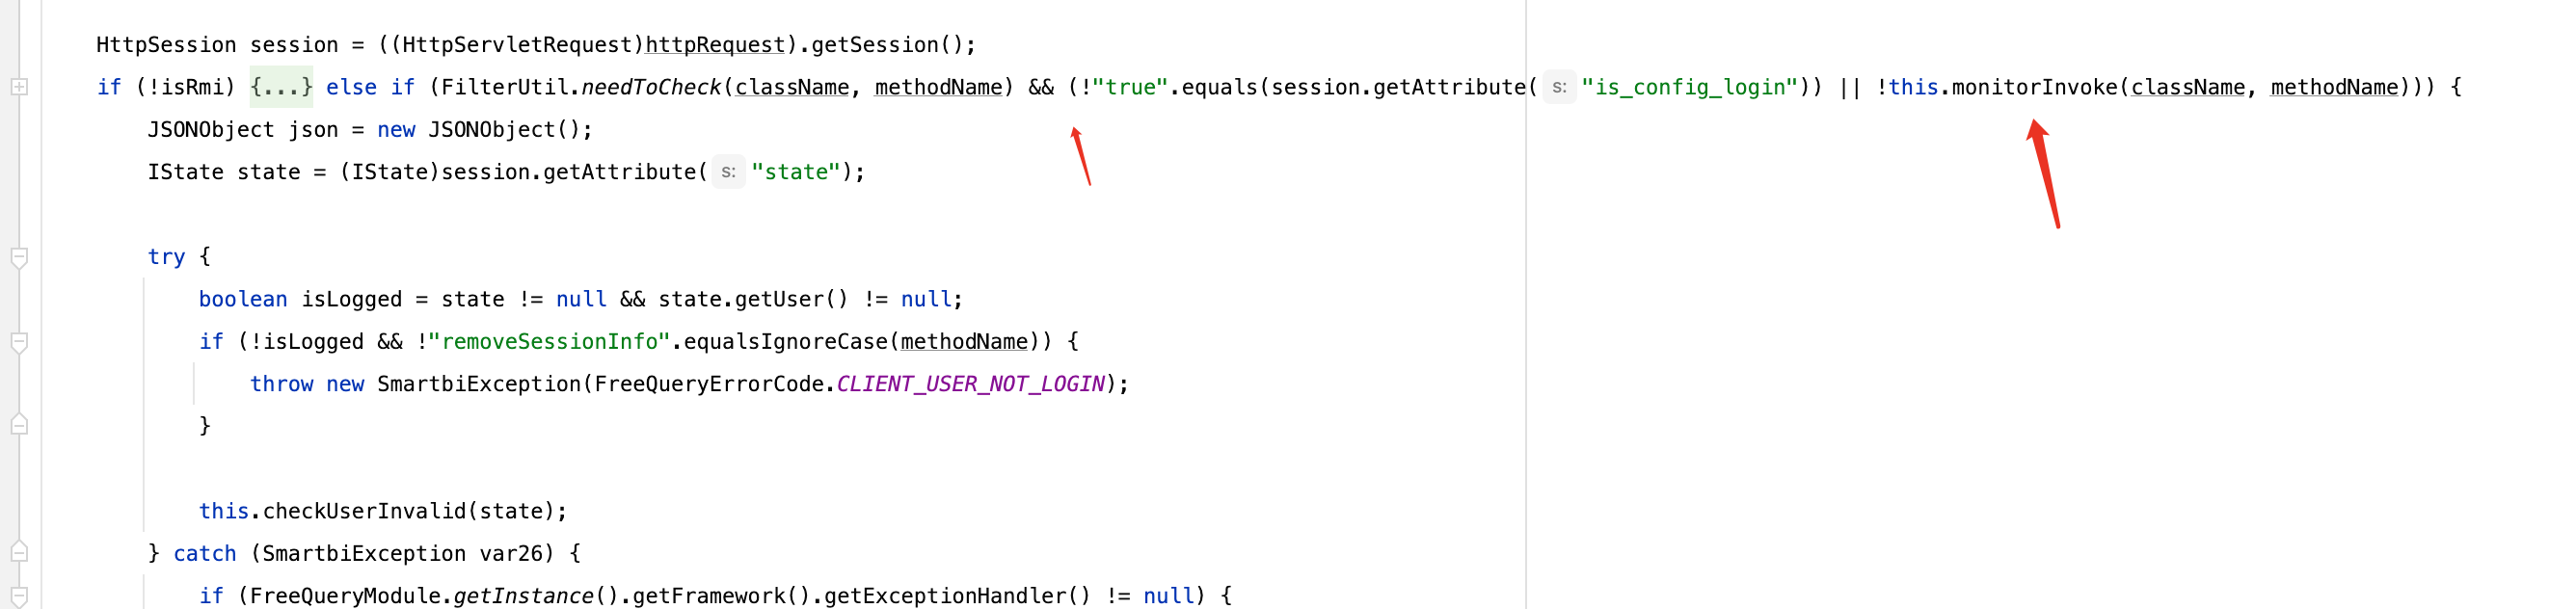 HttpSession session = ((HttpServletRequest)httpRequest).getSession();
if (!isRmi) {...} else if (FilterUtil.needToCheck(className, methodName) && (!"true".equals(session.getAttribute( s: "is_config_login")) || !this.monitorInvoke(className, methodName))) {
JSONObject json = new JSONObject();
IState state = (IState)session.getAttribute( s: "state");
try {
boolean isLogged = state != null && state.getUser() != null;
if (!isLogged && !"removeSessionInfo".equalsIgnoreCase(methodName)) {
throw new SmartbiException(FreeQueryErrorCode.CLIENT_USER_NOT_LOGIN);
}
this.checkUserInvalid(state);
} catch (SmartbiException var26) {
if (FreeQueryModule.getInstance().getFramework().getExceptionHandler() != null) {